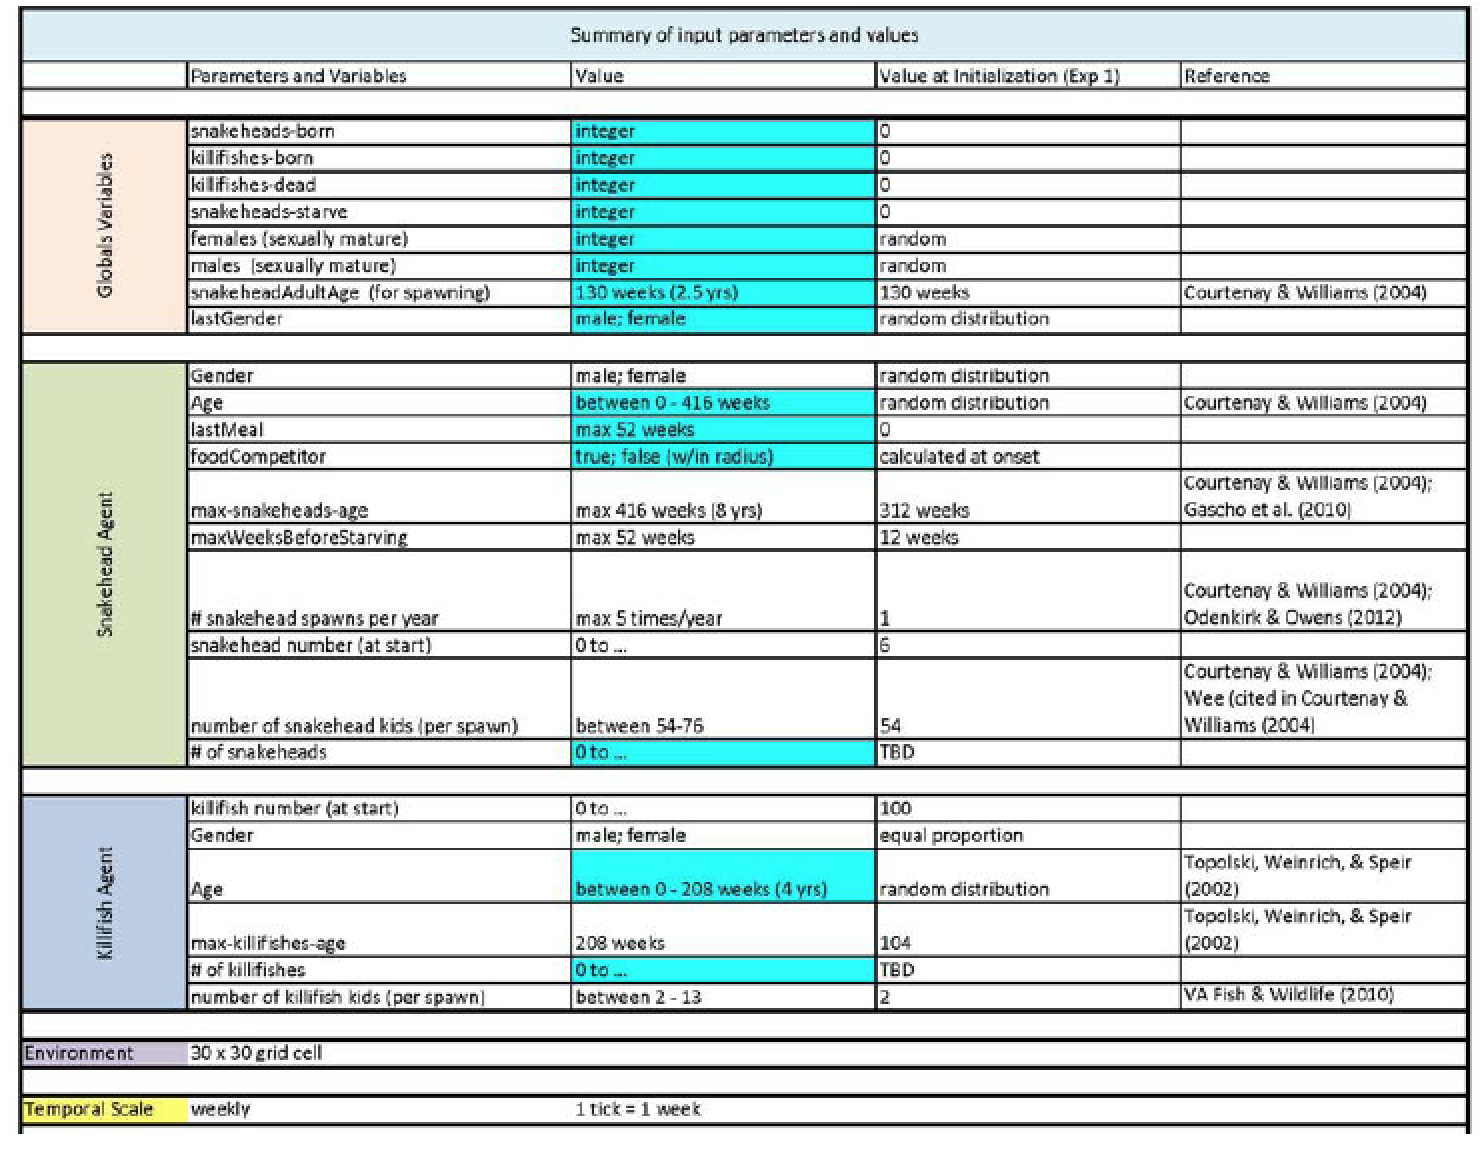 Summary of input parameters and values
Parameters and Variables Value Value at Initialization (Exp 1) Reference
Globals Variables
snakeheads-born integer 0
killifishes-born integer 0
killifishes-dead integer 0
snakeheads-starve integer 0
females (sexually mature) integer random
males (sexually mature) integer random
snakeheadAdultAge (for spawning) 130 weeks (2.5 yrs) 130 weeks Courtenay & Williams (2004)
lastGender male; female random distribution
Snakehead Agent
Gender male; female random distribution
Age between 0 - 416 weeks random distribution Courtenay & Williams (2004)
lastMeal max 52 weeks 0
foodCompetitor true; false (w/in radius) calculated at onset
Courtenay & Williams (2004);
max-snakeheads-age max 416 weeks (8 yrs) 312 weeks Gascho et al. (2010)
maxWeeksBeforeStarving max 52 weeks 12 weeks
Courtenay & Williams (2004);
# snakehead spawns per year max 5 times/year 1 Odenkirk & Owens (2012)
snakehead number (at start) 0 to ... 6
Courtenay & Williams (2004);
Wee (cited in Courtenay &
number of snakehead kids (per spawn) between 54-76 54 Williams (2004)
# of snakeheads 0 to ... TBD
Killifish Agent
killifish number (at start) 0 to ... 100
Gender male; female equal proportion
Topolski, Weinrich, & Speir
Age between 0 - 208 weeks (4 yrs) random distribution (2002)
Topolski, Weinrich, & Speir
max-killifishes-age 208 weeks 104 (2002)
# of killifishes 0 to ... TBD
number of killifish kids (per spawn) between 2 - 13 2 VA Fish & Wildlife (2010)
Environment 30 x 30 grid cell
Temporal Scale weekly 1 tick = 1 week